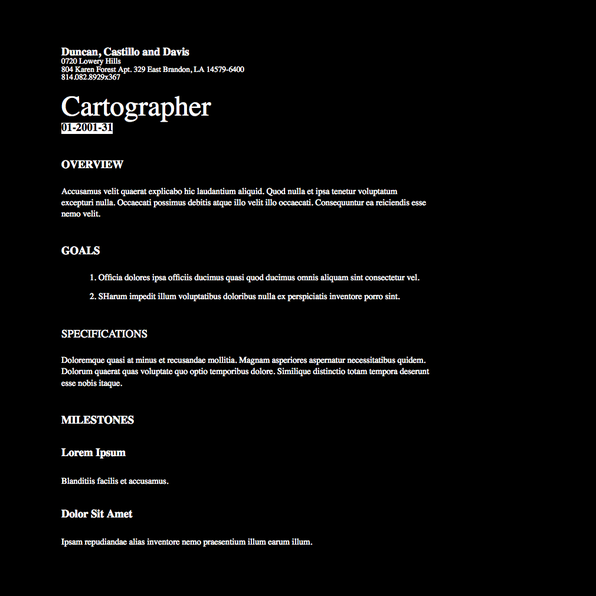 Duncan, Castillo and Davis
0720 Lowery Hills
804 Karen Forest Apt. 329 East Brandon, LA 14579-6400
814.082.8929x367
Cartographer
01-2001-31
OVERVIEW
Accusamus velit quaerat explicabo hic laudantium aliquid. Quod nulla et ipsa tenetur voluptatum
excepturi nulla. Occaecati possimus debitis atque illo velit illo occaecati. Consequuntur ea reiciendis esse
nemo velit.
GOALS
1. Officia dolores ipsa officiis ducimus quasi quod ducimus omnis aliquam sint consectetur vel.
2. SHarum impedit illum voluptatibus doloribus nulla ex perspiciatis inventore porro sint.
SPECIFICATIONS
Doloremque quasi at minus et recusandae mollitia. Magnam asperiores aspernatur necessitatibus quidem.
Dolorum quaerat quas voluptate quo optio temporibus dolore. Similique distinctio totam tempora deserunt
esse nobis itaque.
MILESTONES
Lorem Ipsum
Blanditiis facilis et accusamus.
Dolor Sit Amet
Ipsam repudiandae alias inventore nemo praesentium illum earum illum.